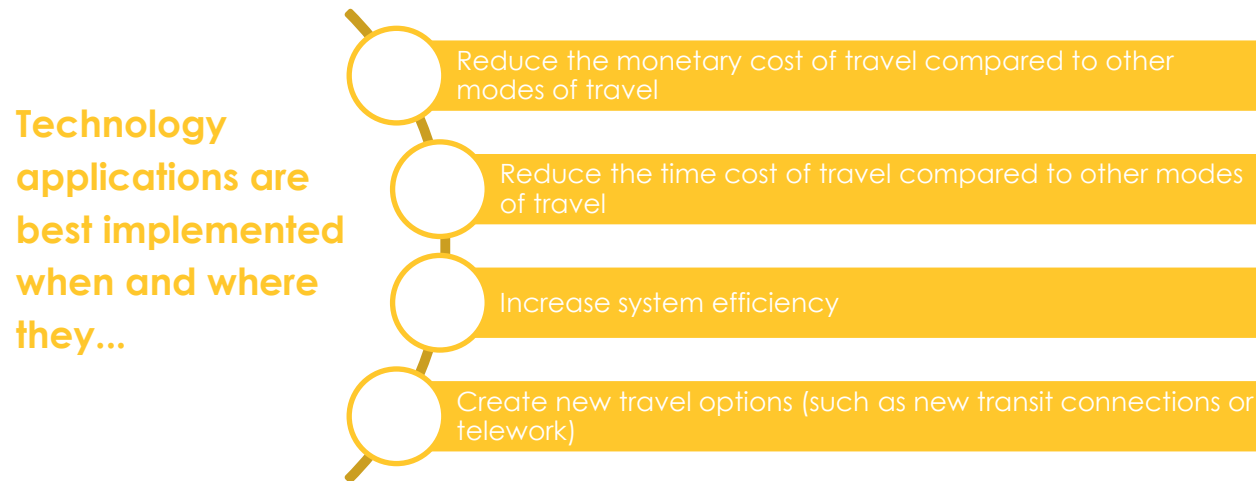 Technology
applications are
best implemented
when and where
they...
Reduce the monetary cost of travel compared to other
modes of travel
Reduce the time cost of travel compared to other modes
of travel
Increase system efficiency
Create new travel options (such as new transit connections or
telework)